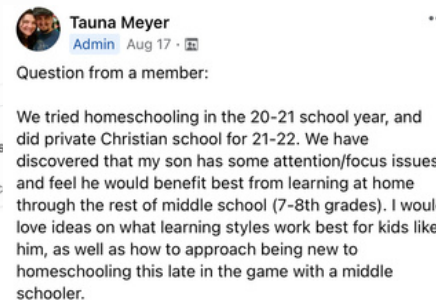 Tauna Meyer
Admin Aug 17 ·
Question from a member:
We tried homeschooling in the 20-21 school year, and
did private Christian school for 21-22. We have
discovered that my son has some attention/focus issues
and feel he would benefit best from learning at home
through the rest of middle school (7-8th grades). I
love ideas on what learning styles work best for kids like
him, as well as how to approach being new to
homeschooling this late in the game with a middle
schooler.